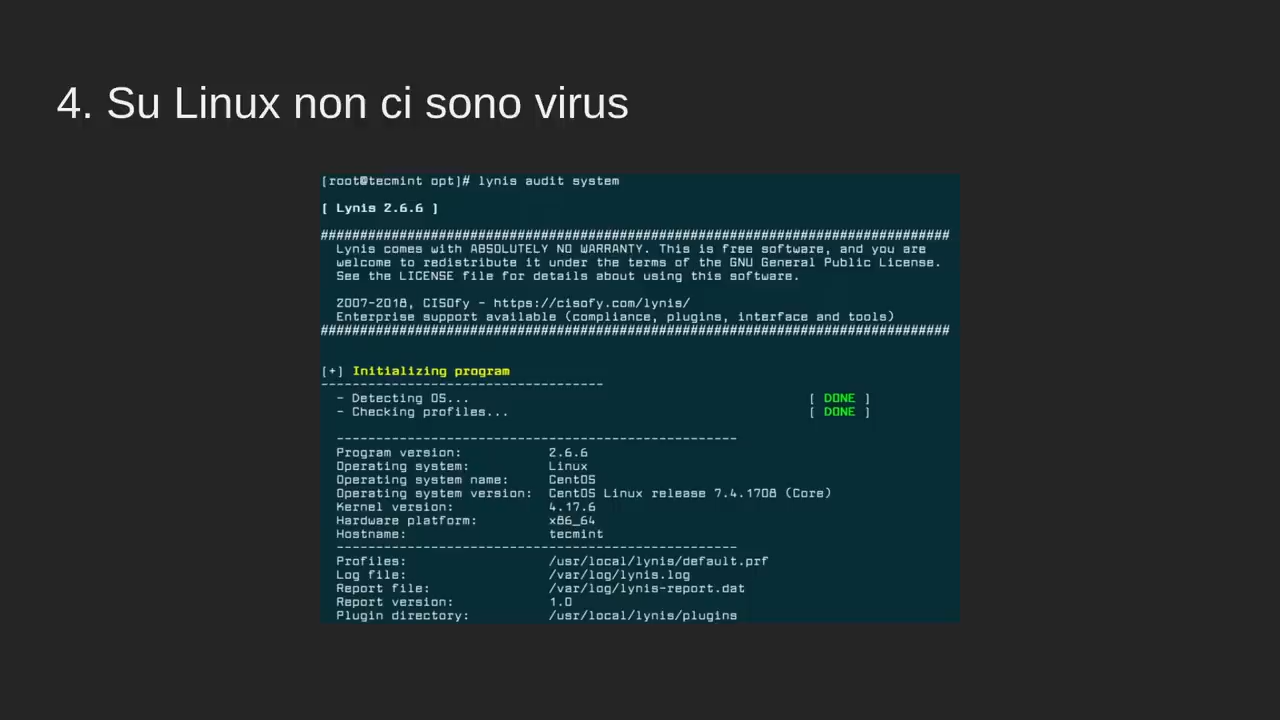 4. Su Linux non ci sono virus
[root@tecmint opt]# lynis audit system
[ Lynis 2.6.6 ]
################################################################################
Lynis comes with ABSOLUTELY NO WARRANTY. This is free software, and you are
welcome to redistribute it under the terms of the GNU General Public License.
See the LICENSE file for details about using this software.
2007-2018, CISOfy - https://cisofy.com/lynis/
Enterprise support available (compliance, plugins, interface and tools)
################################################################################
[+] Initializing program
------------------------------------
- Detecting OS... [ DONE ]
- Checking profiles... [ DONE ]
---------------------------------------------------
Program version: 2.6.6
Operating system: Linux
Operating system name: CentOS
Operating system version: CentOS Linux release 7.4.1708 (Core)
Kernel version: 4.17.6
Hardware platform: x86_64
Hostname: tecmint
---------------------------------------------------
Profiles: /usr/local/lynis/default.prf
Log file: /var/log/lynis.log
Report file: /var/log/lynis-report.dat
Report version: 1.0
Plugin directory: /usr/local/lynis/plugins